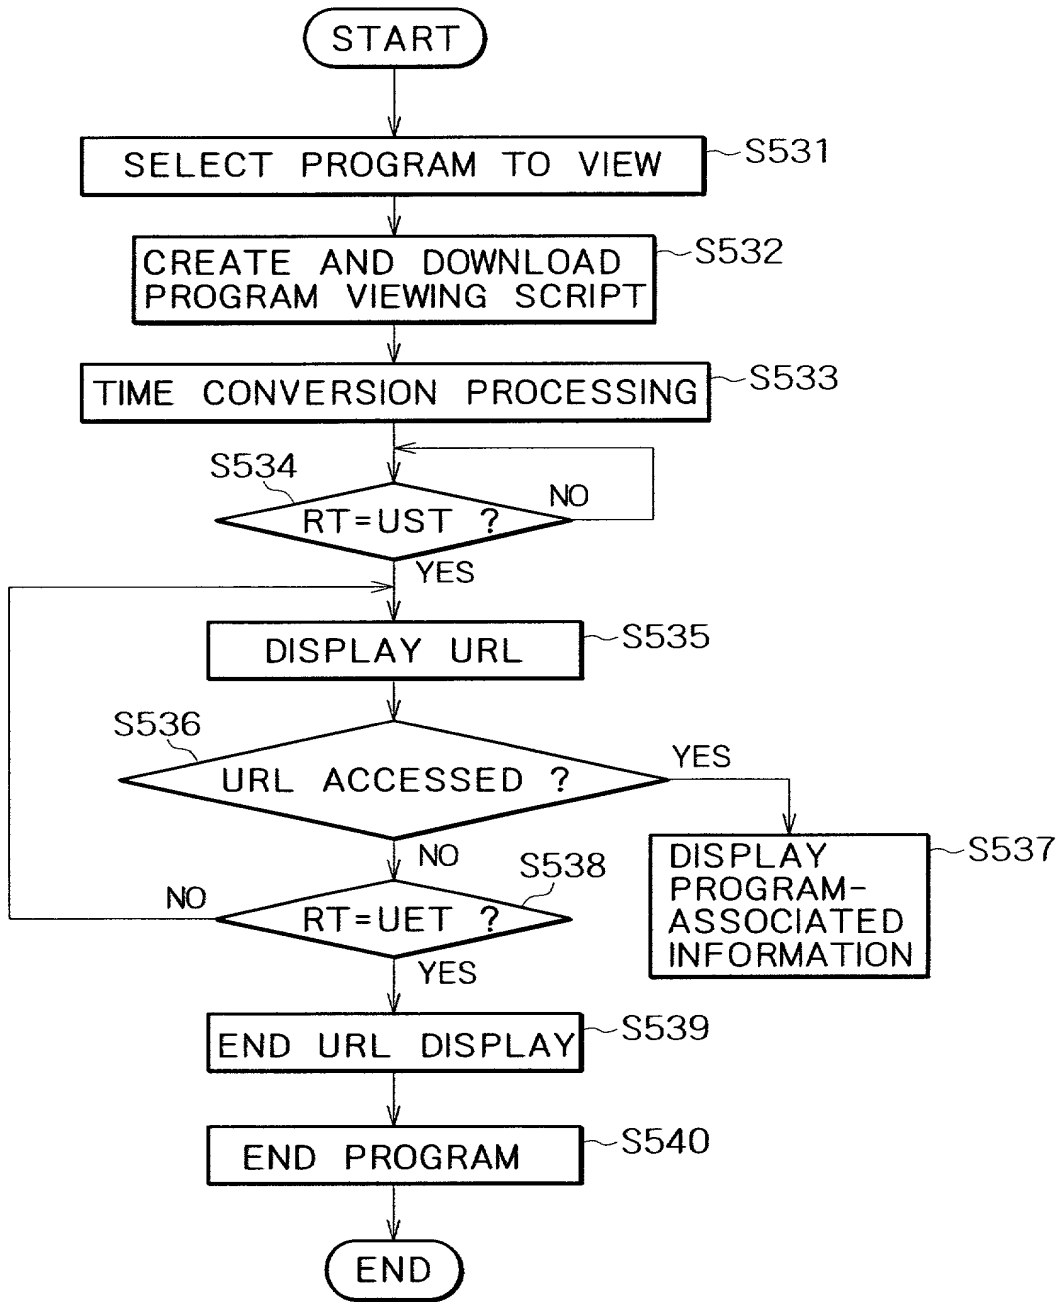 START
SELECT PROGRAM TO VIEW
S531
CREATE AND DOWNLOAD
PROGRAM VIEWING SCRIPT
S532
TIME CONVERSION PROCESSING
S533
S534
RT=UST ?
NO
YES
DISPLAY URL
S535
S536
URL ACCESSED ?
YES
NO
DISPLAY
PROGRAM-
ASSOCIATED
INFORMATION
S537
S538
RT=UET ?
NO
YES
END URL DISPLAY
S539
END PROGRAM
S540
END